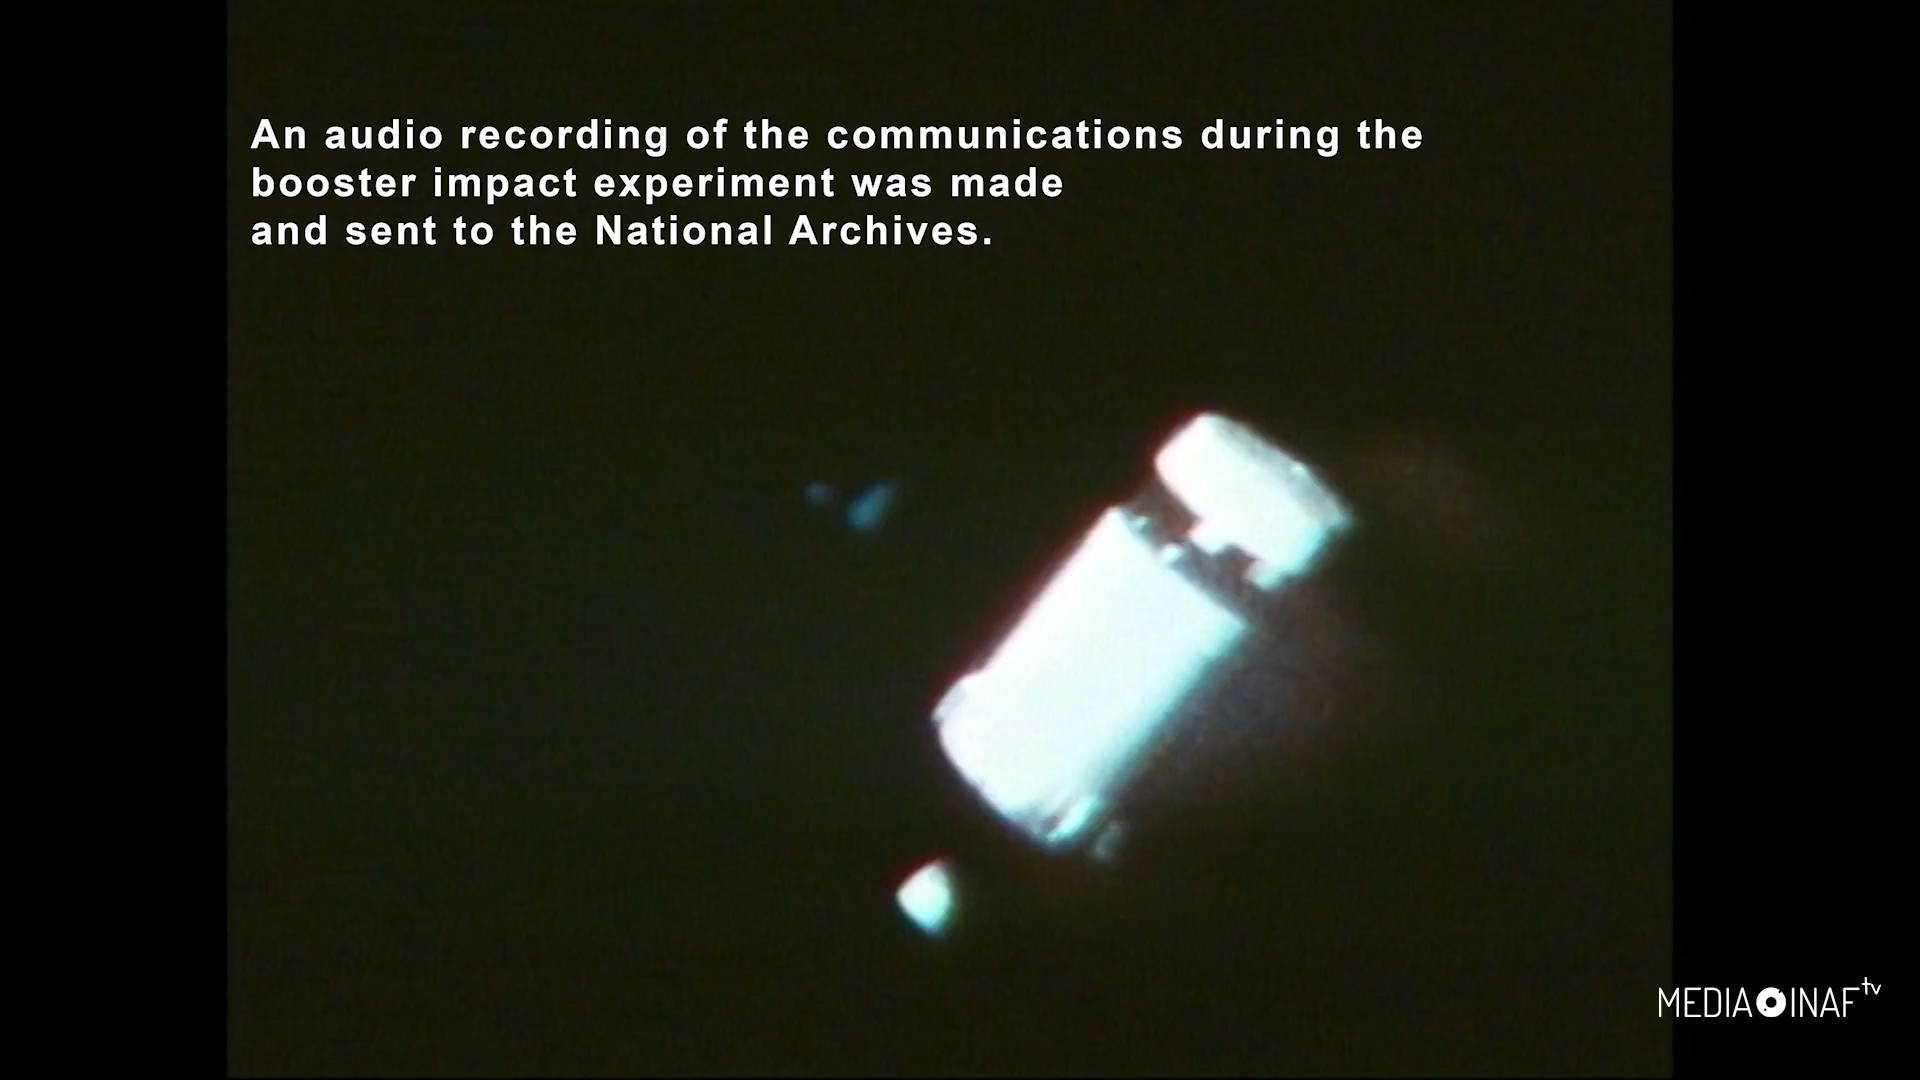 An audio recording of the communications during the
booster impact experiment was made
and sent to the National Archives.
MEDIA INAF tv